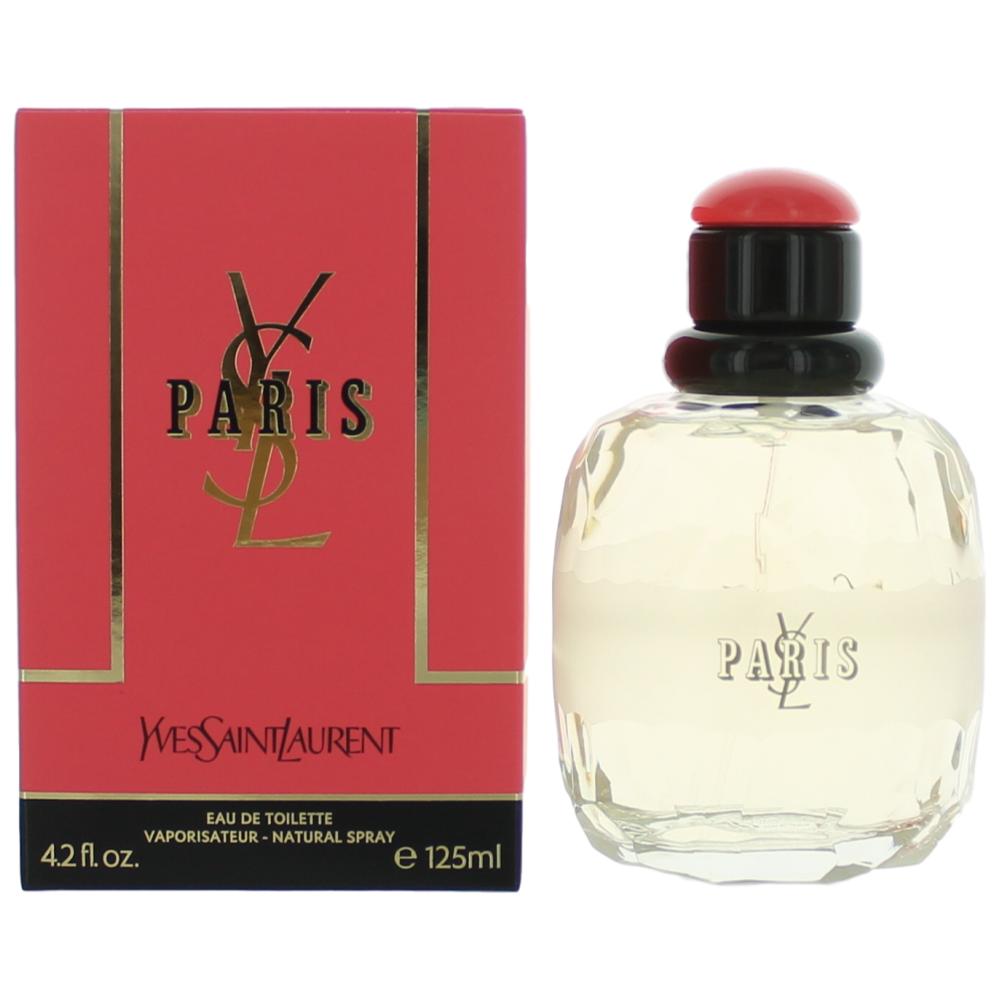 YSL
PARIS
YVESSAINTLAURENT
EAU DE TOILETTE
VAPORISATEUR - NATURAL SPRAY
4.2 fl. oz.
e 125ml
YSL
PARIS